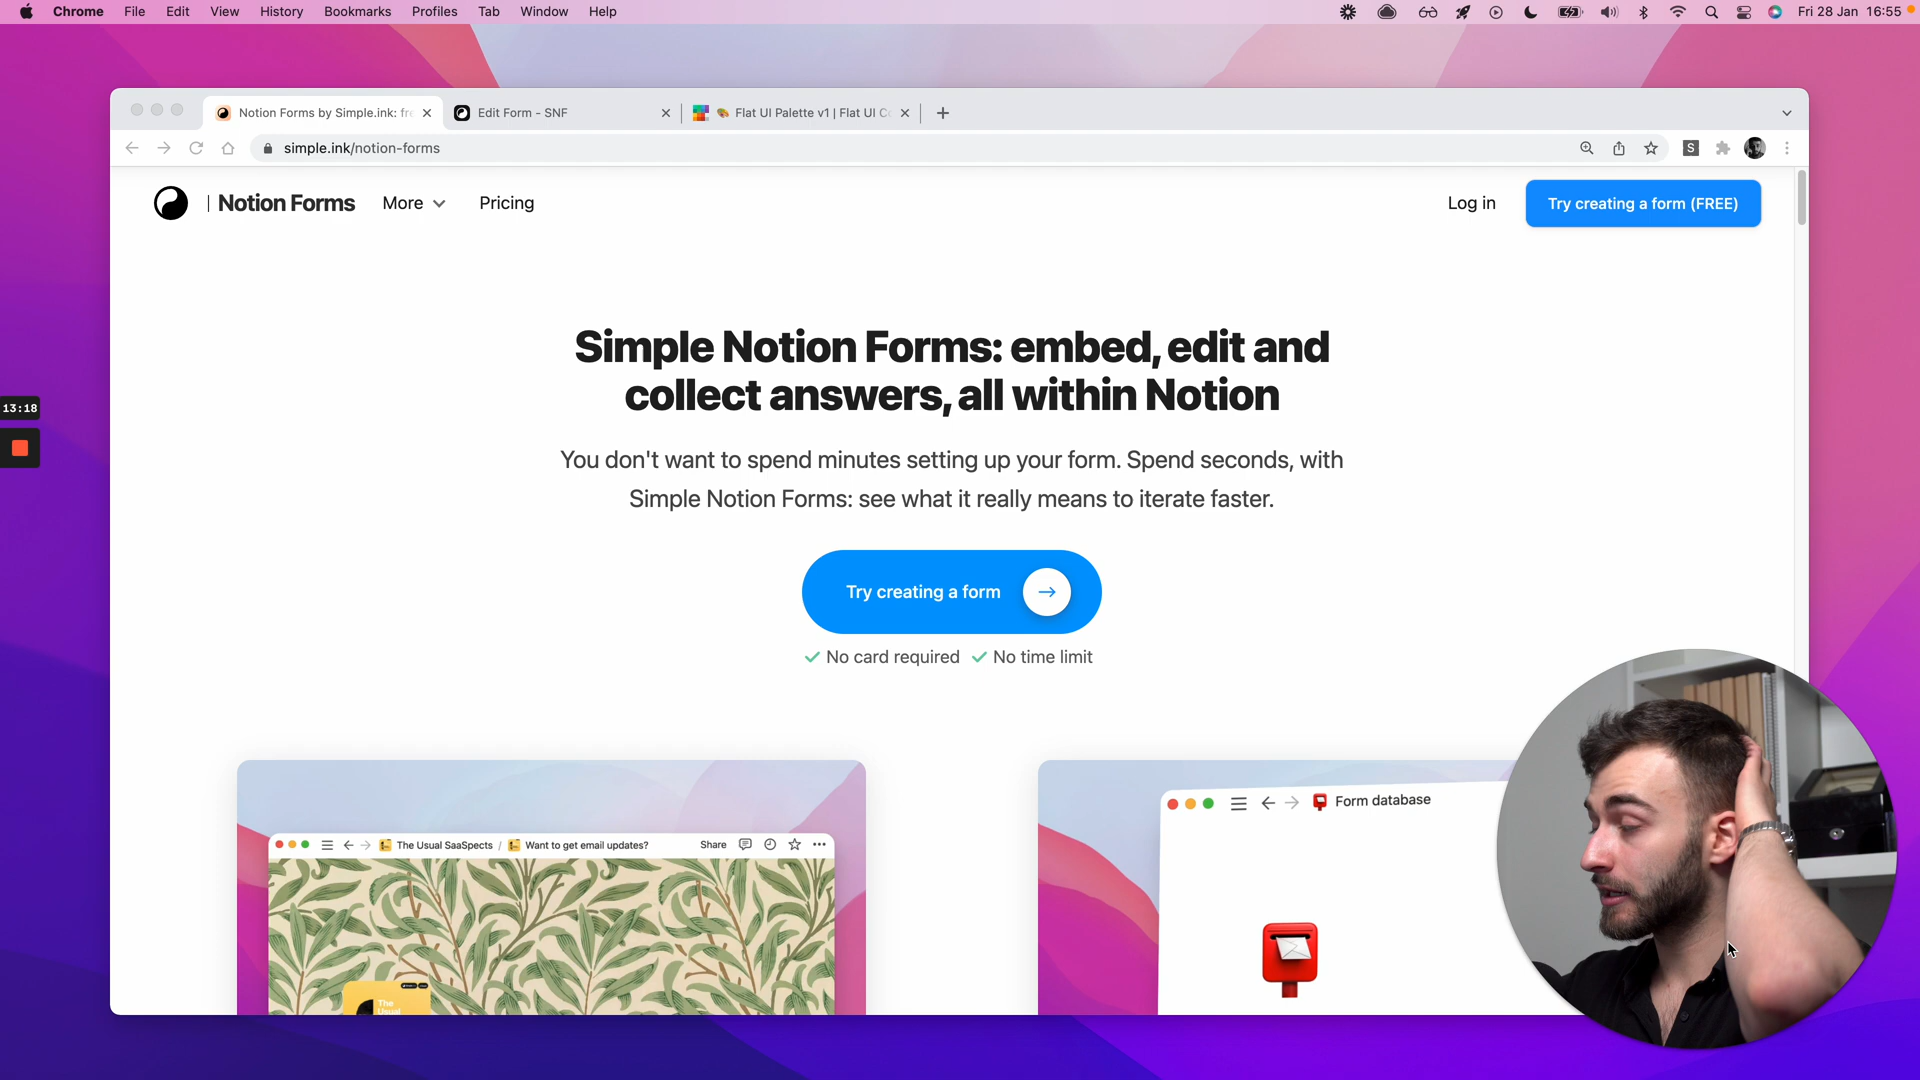 Chrome File Edit View History Bookmarks Profiles Tab Window Help
Fri 28 Jan 16:55
Notion Forms by Simple.ink: fre
Edit Form - SNF
Flat UI Palette v1 | Flat UI Co
simple.ink/notion-forms
S
| Notion Forms
More
Pricing
Log in
Try creating a form (FREE)
13:18
Simple Notion Forms: embed, edit and
collect answers, all within Notion
You don't want to spend minutes setting up your form. Spend seconds, with
Simple Notion Forms: see what it really means to iterate faster.
Try creating a form
No card required
No time limit
The Usual SaaSpects / Want to get email updates?
Share
Form database
The
Usual